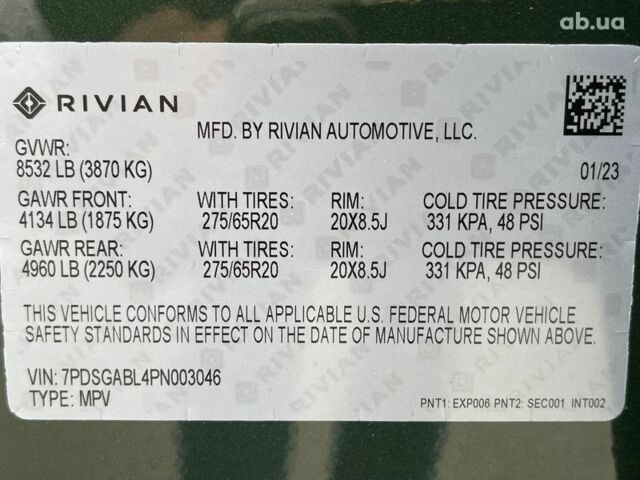 ab.ua
RIVIAN
MFD. BY RIVIAN AUTOMOTIVE, LLC.
GVWR:
8532 LB (3870 KG) 01/23
GAWR FRONT: WITH TIRES: RIM: COLD TIRE PRESSURE:
4134 LB (1875 KG) 275/65R20 20X8.5J 331 KPA, 48 PSI
GAWR REAR: WITH TIRES: RIM: COLD TIRE PRESSURE:
4960 LB (2250 KG) 275/65R20 20X8.5J 331 KPA, 48 PSI
THIS VEHICLE CONFORMS TO ALL APPLICABLE U.S. FEDERAL MOTOR VEHICLE
SAFETY STANDARDS IN EFFECT ON THE DATE OF MANUFACTURE SHOWN ABOVE.
VIN: 7PDSGABL4PN003046
TYPE: MPV
PNT1: EXP006 PNT2: SEC001 INT002